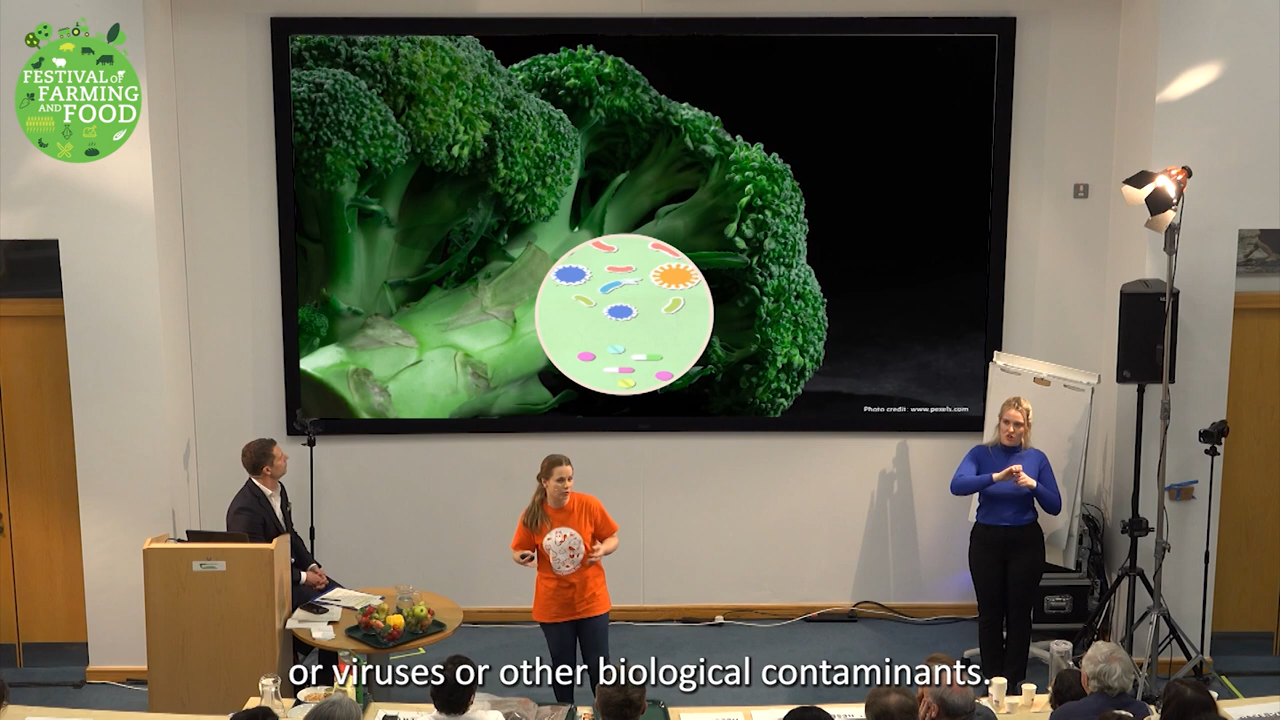 FESTIVAL OF
FARMING
AND FOOD
Photo credit: www.pexels.com
or viruses or other biological contaminants.